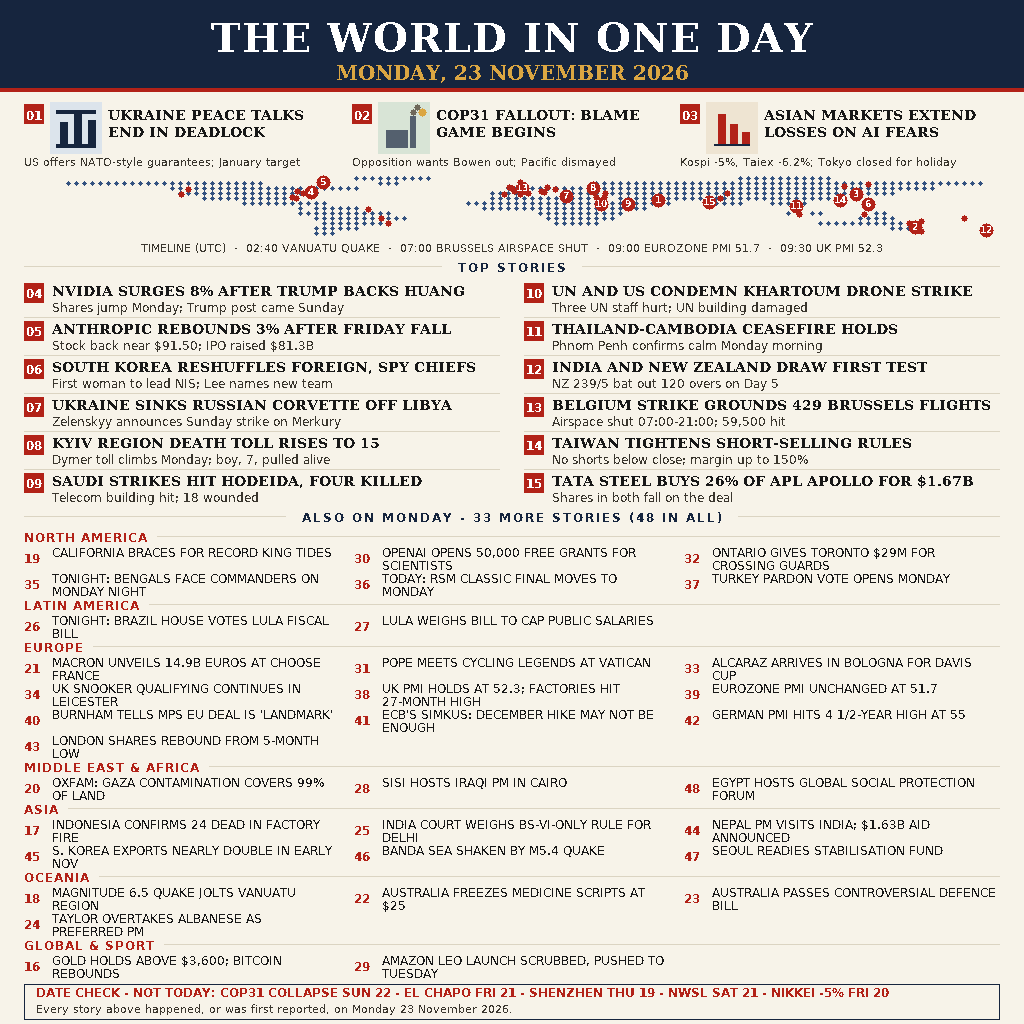 THE WORLD IN ONE DAY
MONDAY, 23 NOVEMBER 2026
01
UKRAINE PEACE TALKS
END IN DEADLOCK
US offers NATO-style guarantees; January target
02
COP31 FALLOUT: BLAME
GAME BEGINS
Opposition wants Bowen out; Pacific dismayed
03
ASIAN MARKETS EXTEND
LOSSES ON AI FEARS
Kospi -5%, Taiex -6.2%; Tokyo closed for holiday
5
4
13
7
8
10
9
1
15
11
14
3
6
2
12
TIMELINE (UTC) · 02:40 VANUATU QUAKE · 07:00 BRUSSELS AIRSPACE SHUT · 09:00 EUROZONE PMI 51.7 · 09:30 UK PMI 52.3
TOP STORIES
04 NVIDIA SURGES 8% AFTER TRUMP BACKS HUANG
Shares jump Monday; Trump post came Sunday
05 ANTHROPIC REBOUNDS 3% AFTER FRIDAY FALL
Stock back near $91.50; IPO raised $81.3B
06 SOUTH KOREA RESHUFFLES FOREIGN, SPY CHIEFS
First woman to lead NIS; Lee names new team
07 UKRAINE SINKS RUSSIAN CORVETTE OFF LIBYA
Zelenskyy announces Sunday strike on Merkury
08 KYIV REGION DEATH TOLL RISES TO 15
Dymer toll climbs Monday; boy, 7, pulled alive
09 SAUDI STRIKES HIT HODEIDA, FOUR KILLED
Telecom building hit; 18 wounded
10 UN AND US CONDEMN KHARTOUM DRONE STRIKE
Three UN staff hurt; UN building damaged
11 THAILAND-CAMBODIA CEASEFIRE HOLDS
Phnom Penh confirms calm Monday morning
12 INDIA AND NEW ZEALAND DRAW FIRST TEST
NZ 239/5 bat out 120 overs on Day 5
13 BELGIUM STRIKE GROUNDS 429 BRUSSELS FLIGHTS
Airspace shut 07:00-21:00; 59,500 hit
14 TAIWAN TIGHTENS SHORT-SELLING RULES
No shorts below close; margin up to 150%
15 TATA STEEL BUYS 26% OF APL APOLLO FOR $1.67B
Shares in both fall on the deal
ALSO ON MONDAY - 33 MORE STORIES (48 IN ALL)
NORTH AMERICA
19 CALIFORNIA BRACES FOR RECORD KING TIDES
30 OPENAI OPENS 50,000 FREE GRANTS FOR
SCIENTISTS
32 ONTARIO GIVES TORONTO $29M FOR
CROSSING GUARDS
35 TONIGHT: BENGALS FACE COMMANDERS ON
MONDAY NIGHT
36 TODAY: RSM CLASSIC FINAL MOVES TO
MONDAY
37 TURKEY PARDON VOTE OPENS MONDAY
LATIN AMERICA
26 TONIGHT: BRAZIL HOUSE VOTES LULA FISCAL
BILL
27 LULA WEIGHS BILL TO CAP PUBLIC SALARIES
EUROPE
21 MACRON UNVEILS 14.9B EUROS AT CHOOSE
FRANCE
31 POPE MEETS CYCLING LEGENDS AT VATICAN
33 ALCARAZ ARRIVES IN BOLOGNA FOR DAVIS
CUP
34 UK SNOOKER QUALIFYING CONTINUES IN
LEICESTER
38 UK PMI HOLDS AT 52.3; FACTORIES HIT
27-MONTH HIGH
39 EUROZONE PMI UNCHANGED AT 51.7
40 BURNHAM TELLS MPS EU DEAL IS 'LANDMARK'
41 ECB'S SIMKUS: DECEMBER HIKE MAY NOT BE
ENOUGH
42 GERMAN PMI HITS 4 1/2-YEAR HIGH AT 55
43 LONDON SHARES REBOUND FROM 5-MONTH
LOW
MIDDLE EAST & AFRICA
20 OXFAM: GAZA CONTAMINATION COVERS 99%
OF LAND
28 SISI HOSTS IRAQI PM IN CAIRO
48 EGYPT HOSTS GLOBAL SOCIAL PROTECTION
FORUM
ASIA
17 INDONESIA CONFIRMS 24 DEAD IN FACTORY
FIRE
25 INDIA COURT WEIGHS BS-VI-ONLY RULE FOR
DELHI
44 NEPAL PM VISITS INDIA; $1.63B AID
ANNOUNCED
45 S. KOREA EXPORTS NEARLY DOUBLE IN EARLY
NOV
46 BANDA SEA SHAKEN BY M5.4 QUAKE
47 SEOUL READIES STABILISATION FUND
OCEANIA
18 MAGNITUDE 6.5 QUAKE JOLTS VANUATU
REGION
22 AUSTRALIA FREEZES MEDICINE SCRIPTS AT
$25
23 AUSTRALIA PASSES CONTROVERSIAL DEFENCE
BILL
24 TAYLOR OVERTAKES ALBANESE AS
PREFERRED PM
GLOBAL & SPORT
16 GOLD HOLDS ABOVE $3,600; BITCOIN
REBOUNDS
29 AMAZON LEO LAUNCH SCRUBBED, PUSHED TO
TUESDAY
DATE CHECK - NOT TODAY: COP31 COLLAPSE SUN 22 - EL CHAPO FRI 21 - SHENZHEN THU 19 - NWSL SAT 21 - NIKKEI -5% FRI 20
Every story above happened, or was first reported, on Monday 23 November 2026.